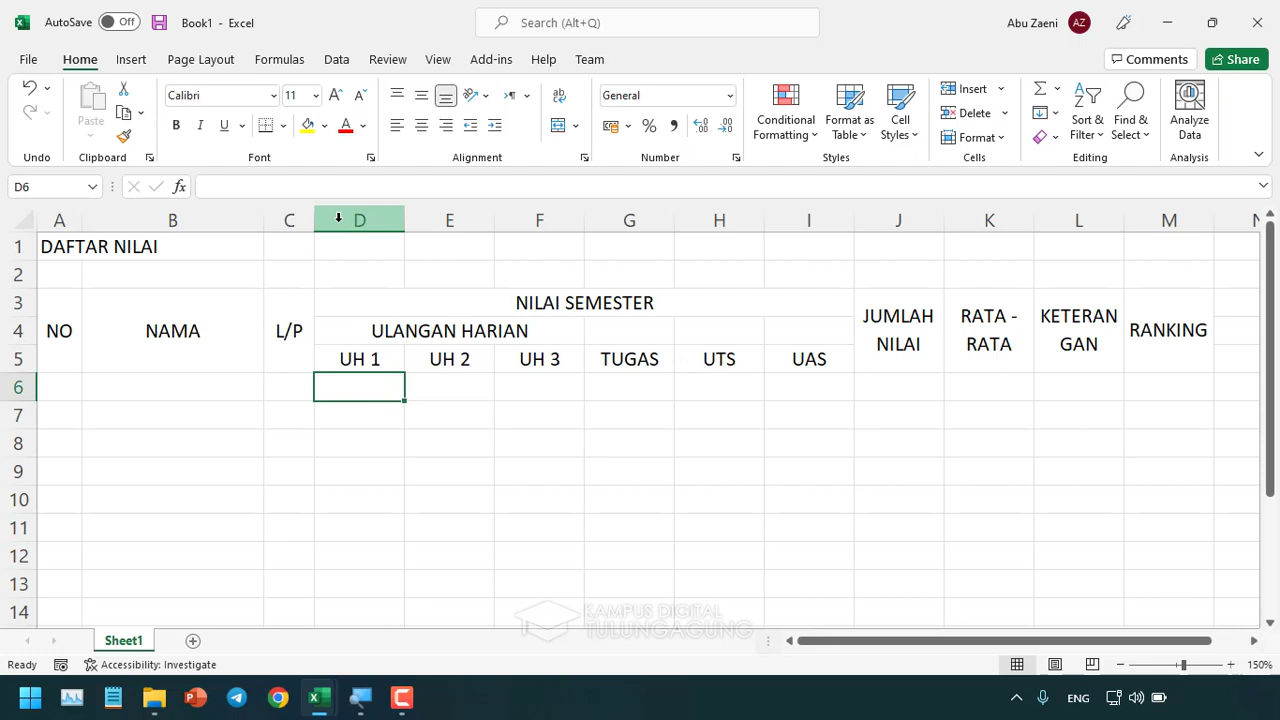 AutoSave Off Book1 - Excel Search (Alt+Q) Abu Zaeni AZ
File Home Insert Page Layout Formulas Data Review View Add-ins Help Team Comments Share
Undo
Paste
Clipboard
Calibri 11
B I U A
Font
Alignment
General
Number
Conditional Formatting
Format as Table
Cell Styles
Styles
Insert
Delete
Format
Cells
Sort & Filter
Find & Select
Editing
Analyze Data
Analysis
D6 fx
A B C D E F G H I J K L M N
1 DAFTAR NILAI
2
3 NILAI SEMESTER
4 NO NAMA L/P ULANGAN HARIAN JUMLAH NILAI RATA - RATA KETERAN GAN RANKING
5 UH 1 UH 2 UH 3 TUGAS UTS UAS
6
7
8
9
10
11
12
13
14
KAMPUS DIGITAL
TULUNGAGUNG
Sheet1
Ready Accessibility: Investigate 150%
ENG